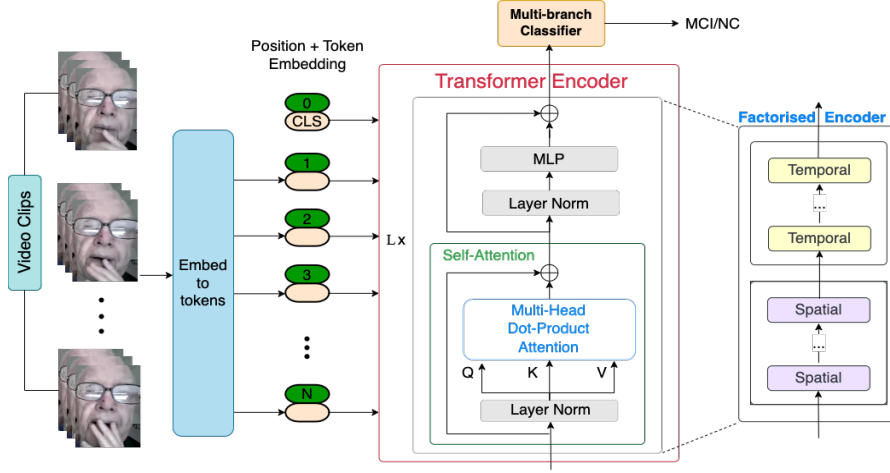 Multi-branch
Classifier
MCI/NC
Position + Token
Embedding
Transformer Encoder
Video Clips
Embed
to
tokens
0
CLS
1
2
3
N
L x
MLP
Layer Norm
Self-Attention
Multi-Head
Dot-Product
Attention
Q
K
V
Layer Norm
Factorised Encoder
Temporal
...
Temporal
Spatial
...
Spatial